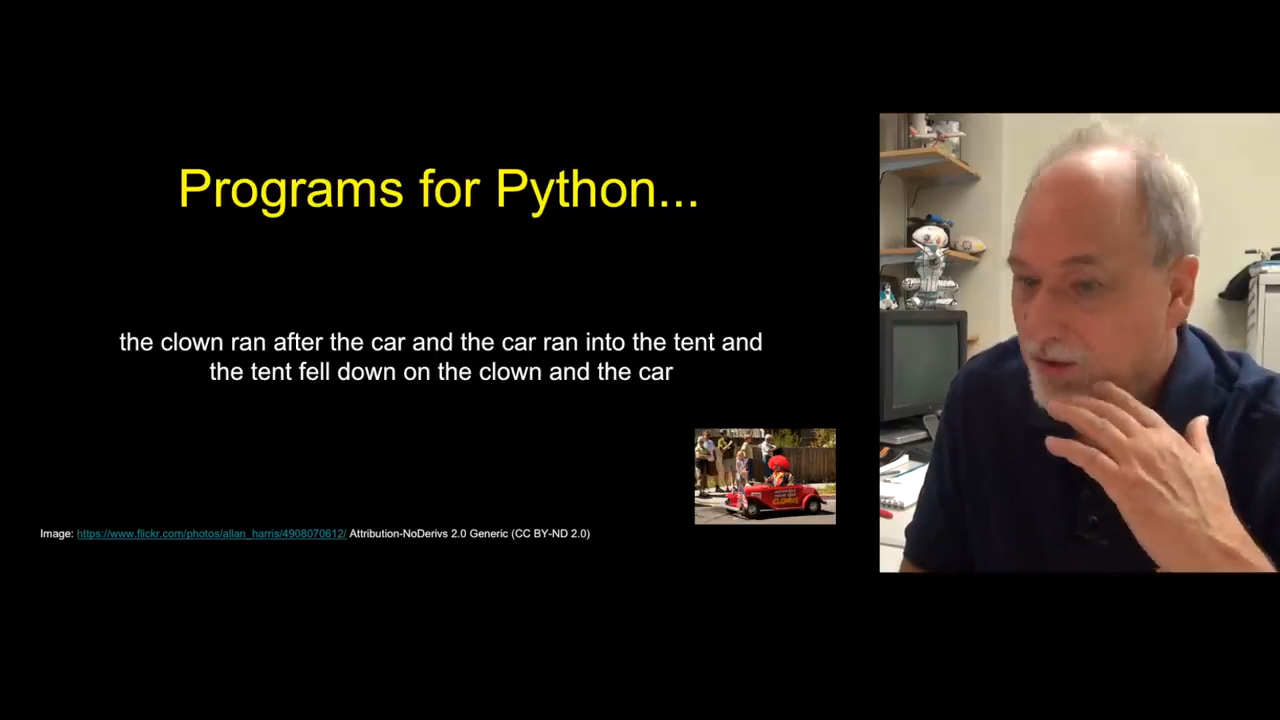 Programs for Python...
the clown ran after the car and the car ran into the tent and
the tent fell down on the clown and the car
CLOWNS
Image: https://www.flickr.com/photos/allan_harris/4908070612/ Attribution-NoDerivs 2.0 Generic (CC BY-ND 2.0)